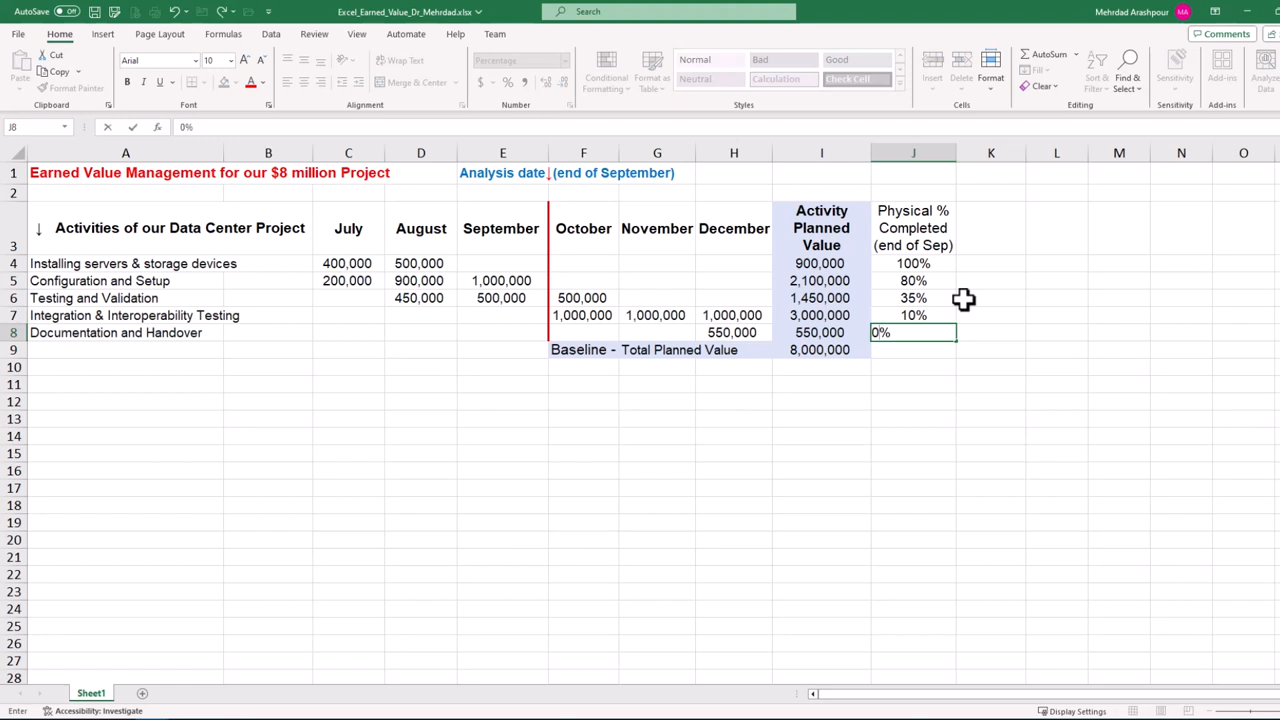 AutoSave Off Excel_Earned_Value_Dr_Mehrdad.xlsx Search Mehrdad Arashpour MA
File Home Insert Page Layout Formulas Data Review View Automate Help Team Comments
Paste Cut Copy Format Painter Clipboard
Arial 10 B I U A Font
Wrap Text Merge & Center Alignment
Percentage $ % Number
Conditional Formatting Format as Table
Normal Bad Good
Neutral Calculation Check Cell
Styles
Insert Delete Format Cells
AutoSum Fill Clear Sort & Filter Find & Select Editing
Sensitivity Sensitivity
Add-ins Add-ins
Analyze Data
J8 fx 0%
A B C D E F G H I J K L M N O
1 Earned Value Management for our $8 million Project Analysis date↓(end of September)
2
3 ↓ Activities of our Data Center Project July August September October November December Activity Planned Value Physical % Completed (end of Sep)
4 Installing servers & storage devices 400,000 500,000 900,000 100%
5 Configuration and Setup 200,000 900,000 1,000,000 2,100,000 80%
6 Testing and Validation 450,000 500,000 500,000 1,450,000 35%
7 Integration & Interoperability Testing 1,000,000 1,000,000 1,000,000 3,000,000 10%
8 Documentation and Handover 550,000 550,000 0%
9 Baseline - Total Planned Value 8,000,000
10
11
12
13
14
15
16
17
18
19
20
21
22
23
24
25
26
27
28
Sheet1
Enter Accessibility: Investigate Display Settings